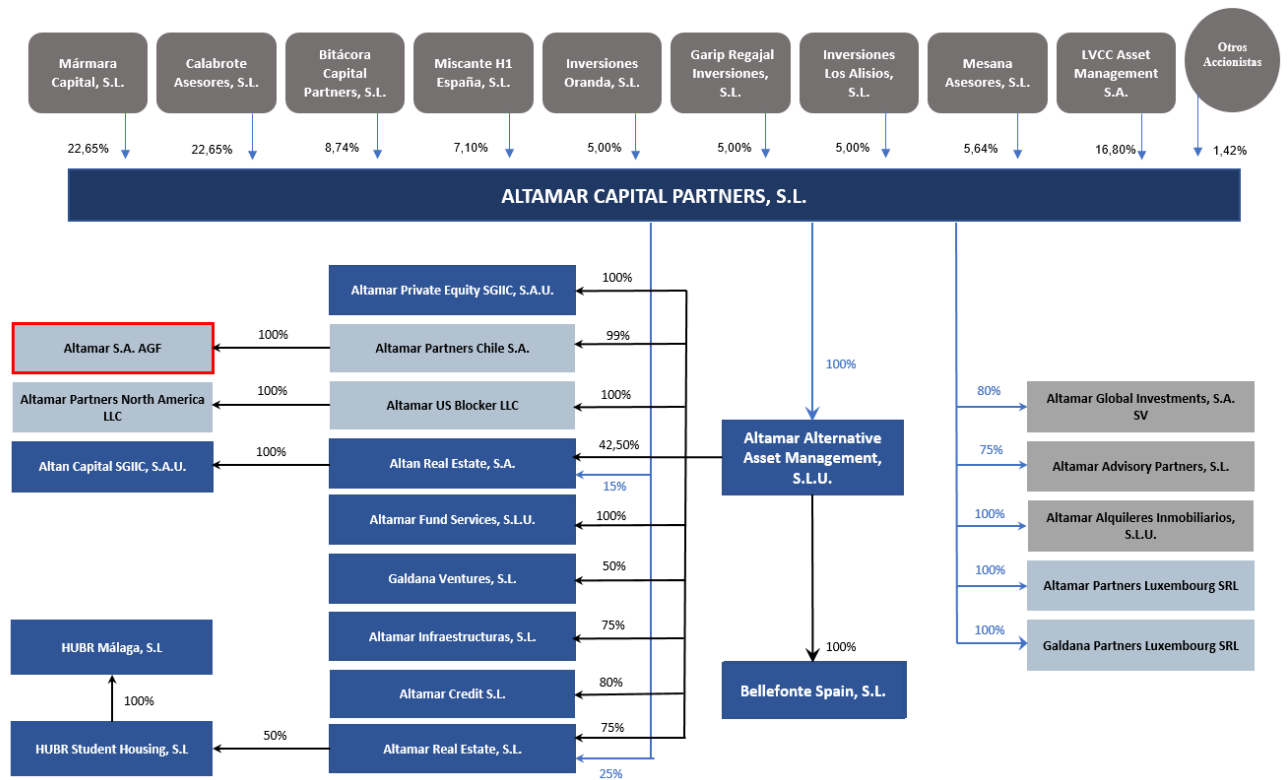 Mármara
Capital, S.L.
Calabrote
Asesores, S.L.
Bitácora
Capital
Partners, S.L.
Miscante H1
España, S.L.
Inversiones
Oranda, S.L.
Garip Regajal
Inversiones,
S.L.
Inversiones
Los Alisios,
S.L.
Mesana
Asesores, S.L.
LVCC Asset
Management
S.A.
Otros
Accionistas
22,65%
22,65%
8,74%
7,10%
5,00%
5,00%
5,00%
5,64%
16,80%
1,42%
ALTAMAR CAPITAL PARTNERS, S.L.
Altamar Private Equity SGIIC, S.A.U.
100%
Altamar S.A. AGF
100%
Altamar Partners Chile S.A.
99%
Altamar Partners North America
LLC
100%
Altamar US Blocker LLC
100%
Altan Capital SGIIC, S.A.U.
100%
Altan Real Estate, S.A.
42,50%
15%
Altamar Fund Services, S.L.U.
100%
Galdana Ventures, S.L.
50%
Altamar Infraestructuras, S.L.
75%
Altamar Credit S.L.
80%
HUBR Málaga, S.L
100%
HUBR Student Housing, S.L
50%
Altamar Real Estate, S.L.
75%
25%
100%
Altamar Alternative
Asset Management,
S.L.U.
100%
Bellefonte Spain, S.L.
80%
Altamar Global Investments, S.A.
SV
75%
Altamar Advisory Partners, S.L.
100%
Altamar Alquileres Inmobiliarios,
S.L.U.
100%
Altamar Partners Luxembourg SRL
100%
Galdana Partners Luxembourg SRL